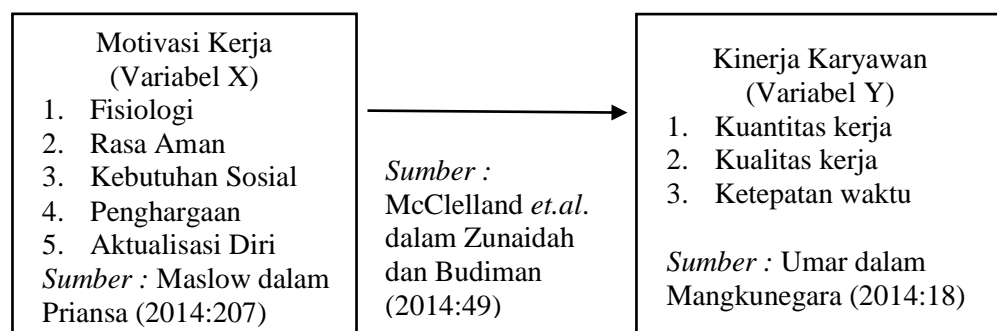 Motivasi Kerja
(Variabel X)
1. Fisiologi
2. Rasa Aman
3. Kebutuhan Sosial
4. Penghargaan
5. Aktualisasi Diri
Sumber : Maslow dalam
Priansa (2014:207)
Sumber :
McClelland et.al.
dalam Zunaidah
dan Budiman
(2014:49)
Kinerja Karyawan
(Variabel Y)
1. Kuantitas kerja
2. Kualitas kerja
3. Ketepatan waktu
Sumber : Umar dalam
Mangkunegara (2014:18)